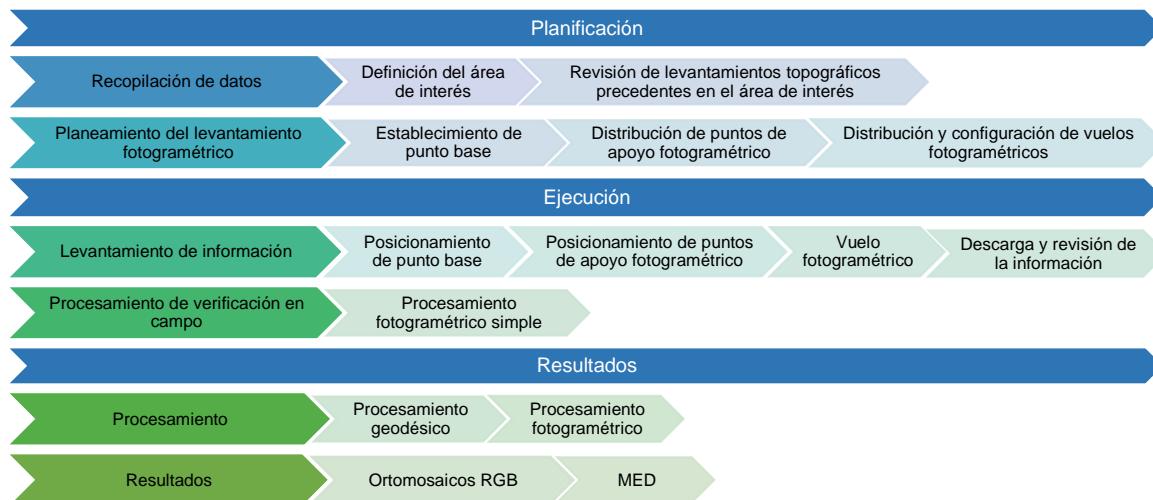 Planificación
Recopilación de datos
Definición del área
de interés
Revisión de levantamientos topográficos
precedentes en el área de interés
Planeamiento del levantamiento
fotogramétrico
Establecimiento de
punto base
Distribución de puntos de
apoyo fotogramétrico
Distribución y configuración de vuelos
fotogramétricos
Ejecución
Levantamiento de información
Posicionamiento
de punto base
Posicionamiento de puntos
de apoyo fotogramétrico
Vuelo
fotogramétrico
Descarga y revisión de
la información
Procesamiento de verificación en
campo
Procesamiento
fotogramétrico simple
Resultados
Procesamiento
Procesamiento
geodésico
Procesamiento
fotogramétrico
Resultados
Ortomosaicos RGB
MED